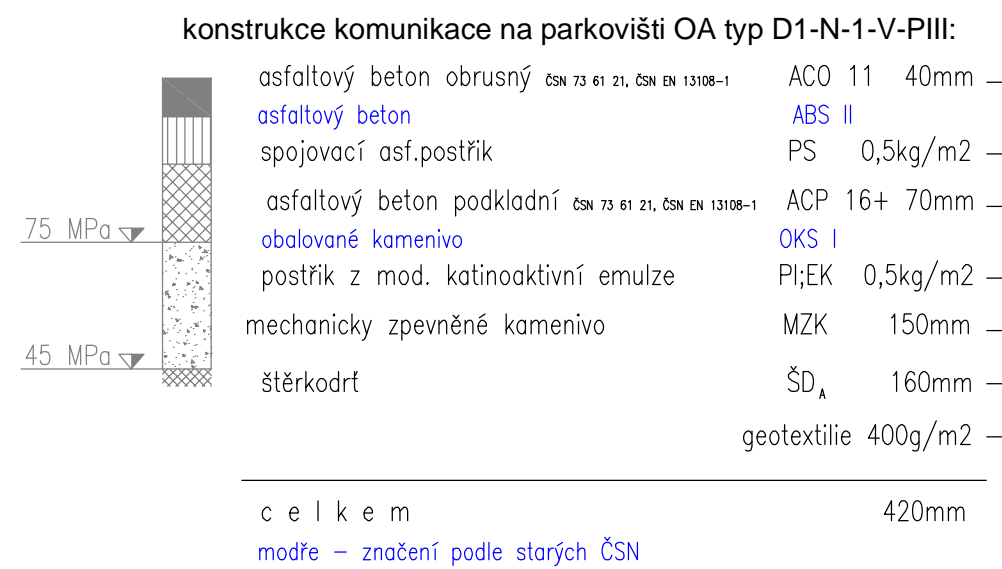 konstrukce komunikace na parkovišti OA typ D1-N-1-V-PIII:
asfaltový beton obrusný ČSN 73 61 21, ČSN EN 13108-1 ACO 11 40mm
asfaltový beton ABS II
spojovací asf.postřik PS 0,5kg/m2
asfaltový beton podkladní ČSN 73 61 21, ČSN EN 13108-1 ACP 16+ 70mm
75 MPa
obalované kamenivo OKS I
postřik z mod. katinoaktivní emulze PI;EK 0,5kg/m2
mechanicky zpevněné kamenivo MZK 150mm
45 MPa
štěrkodrť ŠDA 160mm
geotextilie 400g/m2
celkem 420mm
modře – značení podle starých ČSN